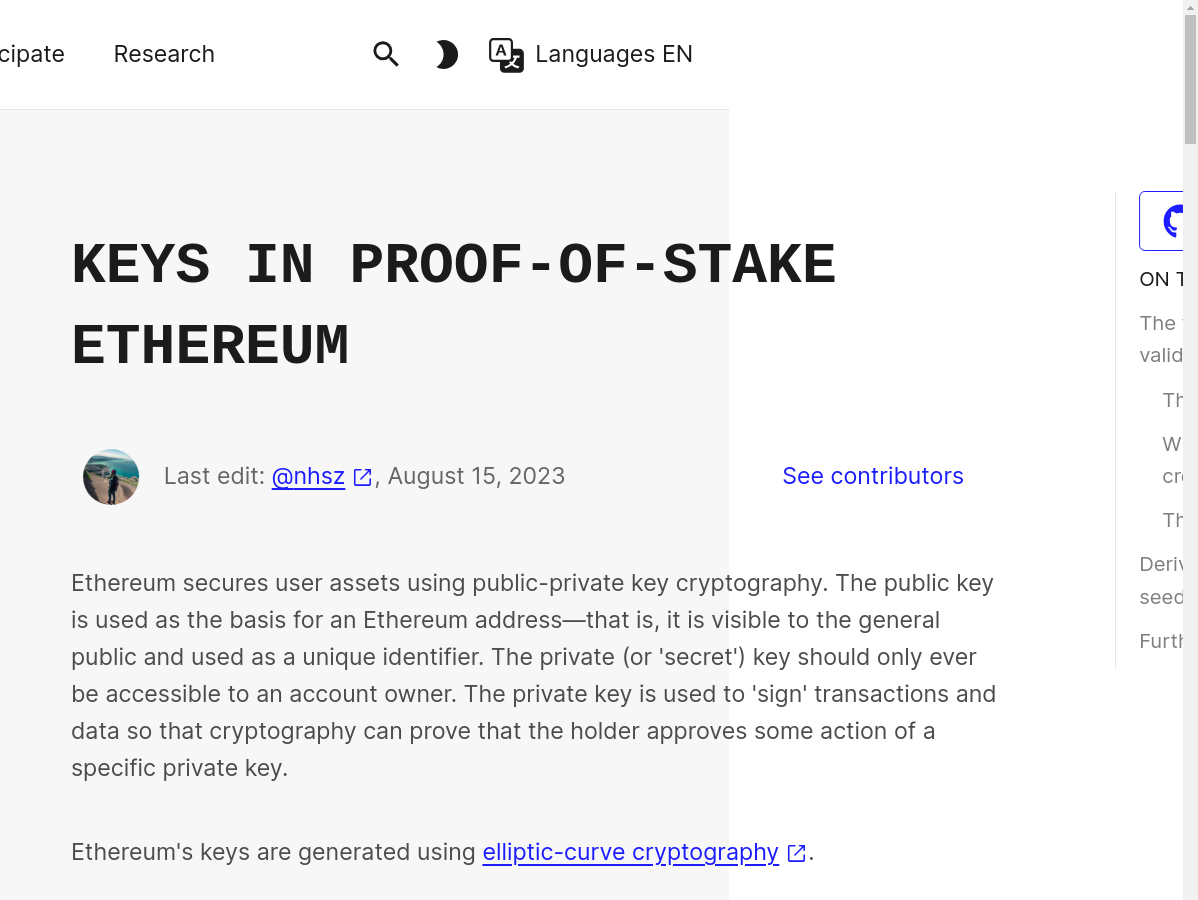 cipate Research Languages EN
KEYS IN PROOF-OF-STAKE
ETHEREUM
Last edit: @nhsz, August 15, 2023
See contributors
Ethereum secures user assets using public-private key cryptography. The public key
is used as the basis for an Ethereum address—that is, it is visible to the general
public and used as a unique identifier. The private (or 'secret') key should only ever
be accessible to an account owner. The private key is used to 'sign' transactions and
data so that cryptography can prove that the holder approves some action of a
specific private key.
Ethereum's keys are generated using elliptic-curve cryptography.
ON T
The
valid
Th
W
cre
Th
Deriv
seed
Furth